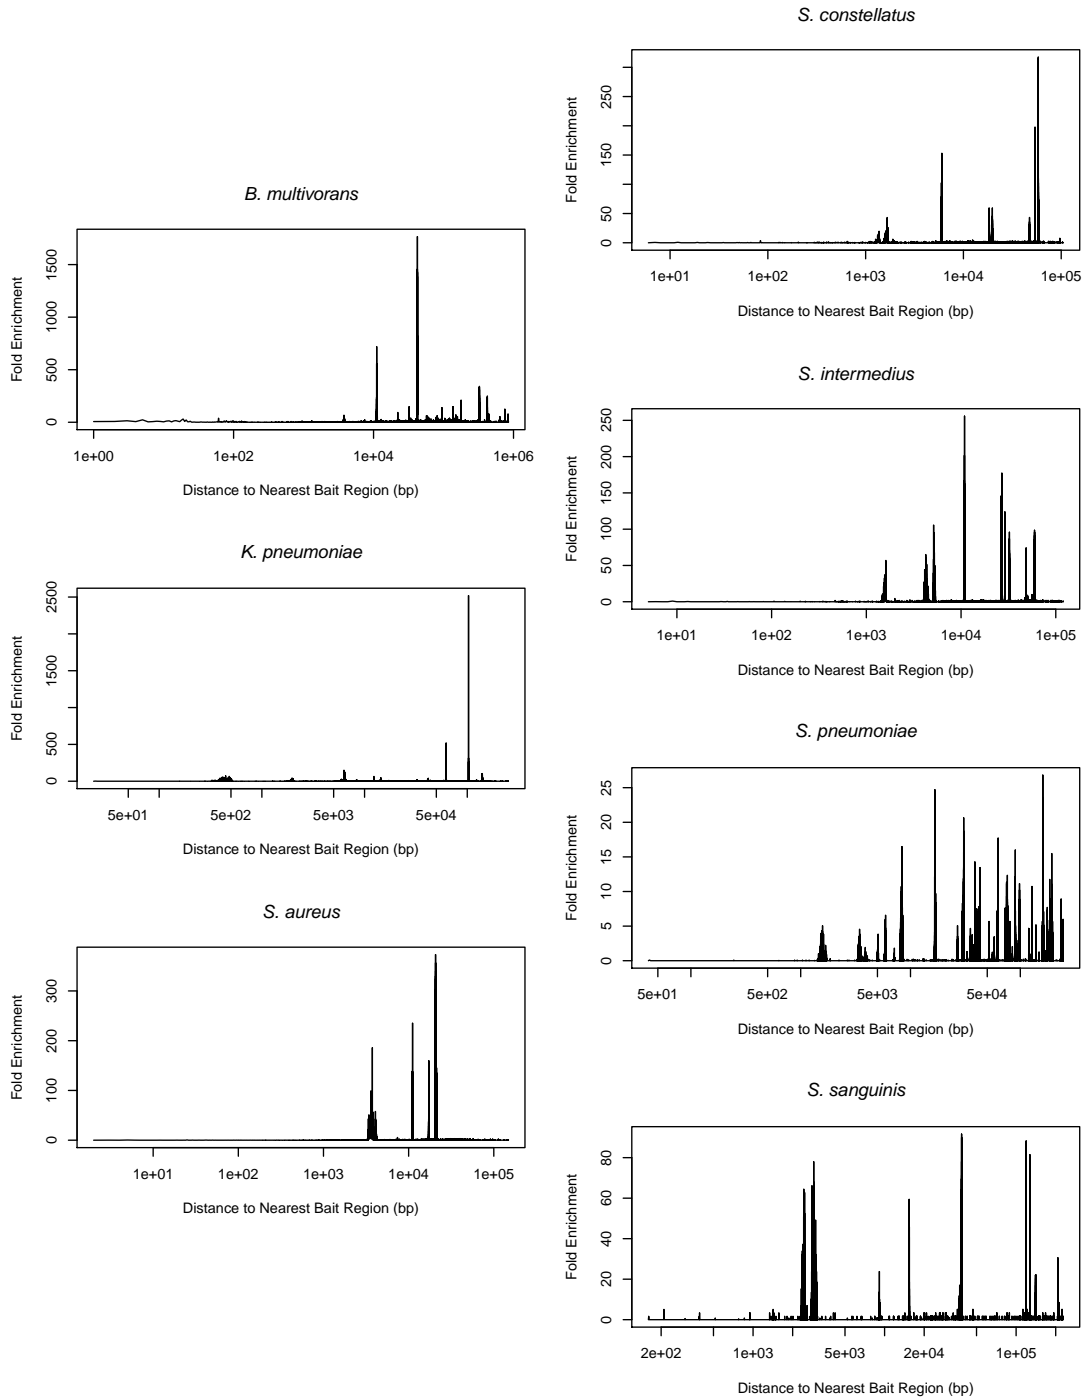 B. multivorans
Fold Enrichment
0 500 1000 1500
1e+00 1e+02 1e+04 1e+06
Distance to Nearest Bait Region (bp)
K. pneumoniae
Fold Enrichment
0 500 1500 2500
5e+01 5e+02 5e+03 5e+04
Distance to Nearest Bait Region (bp)
S. aureus
Fold Enrichment
0 100 200 300
1e+01 1e+02 1e+03 1e+04 1e+05
Distance to Nearest Bait Region (bp)
S. constellatus
Fold Enrichment
0 50 150 250
1e+01 1e+02 1e+03 1e+04 1e+05
Distance to Nearest Bait Region (bp)
S. intermedius
Fold Enrichment
0 50 100 150 200 250
1e+01 1e+02 1e+03 1e+04 1e+05
Distance to Nearest Bait Region (bp)
S. pneumoniae
Fold Enrichment
0 5 10 15 20 25
5e+01 5e+02 5e+03 5e+04
Distance to Nearest Bait Region (bp)
S. sanguinis
Fold Enrichment
0 20 40 60 80
2e+02 1e+03 5e+03 2e+04 1e+05
Distance to Nearest Bait Region (bp)